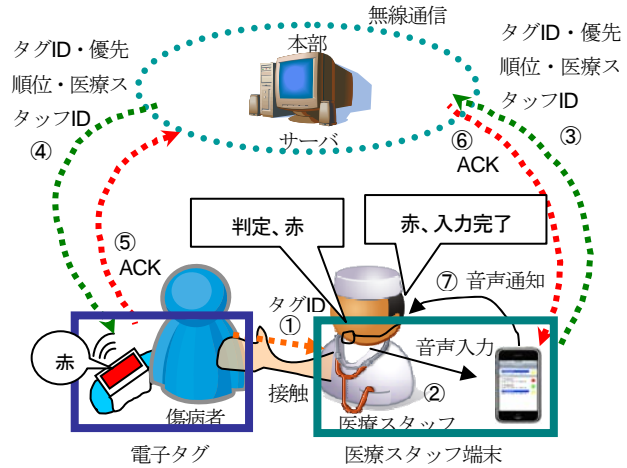 無線通信
本部
サーバ
タグID・優先
順位・医療ス
タッフID
④
タグID・優先
順位・医療ス
タッフID
③
⑥
ACK
⑤
ACK
判定、赤
赤、入力完了
⑦ 音声通知
タグID
①
赤
音声入力
②
接触
傷病者
医療スタッフ
電子タグ
医療スタッフ端末